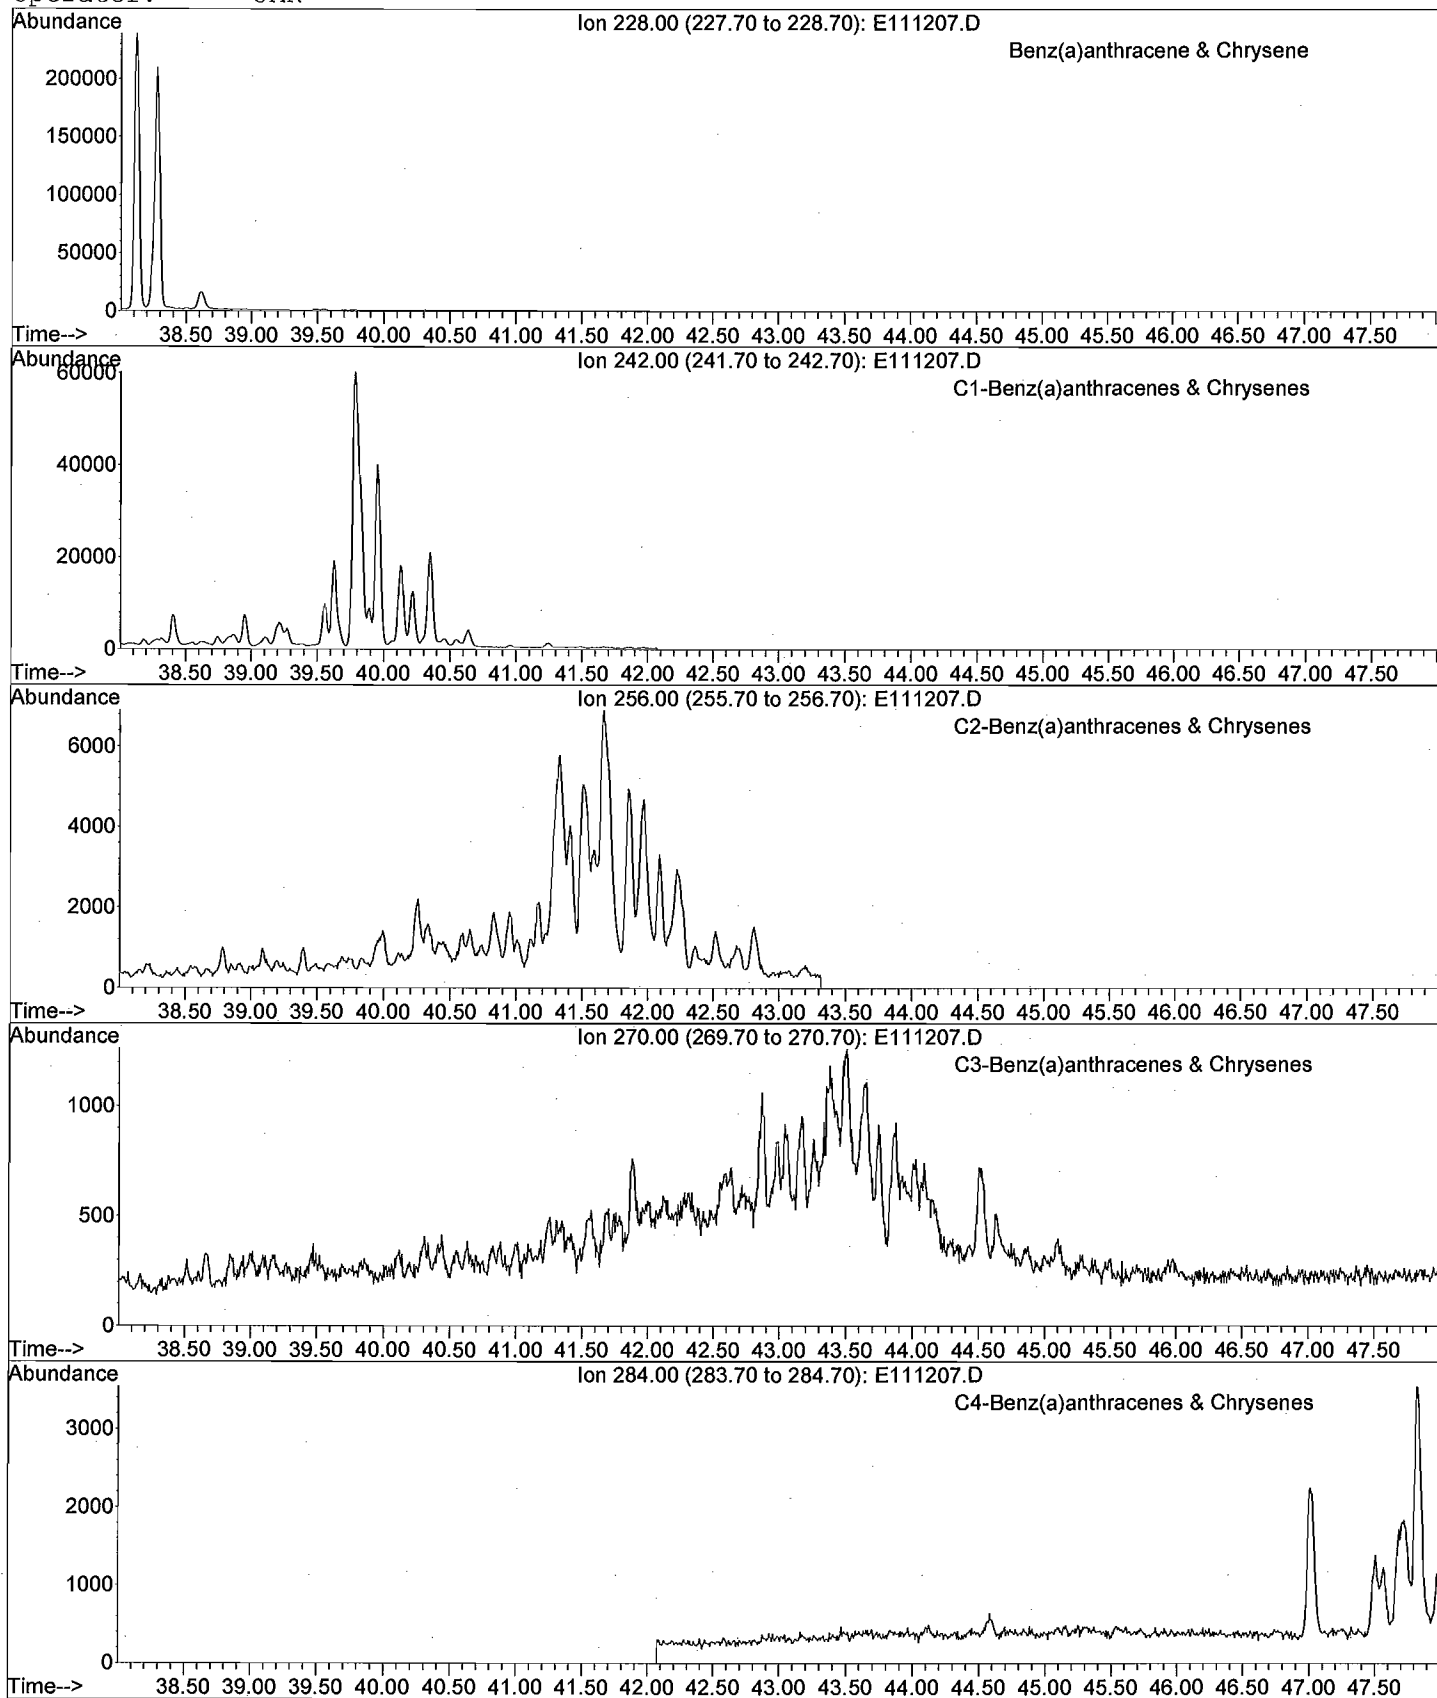 Abundance
Ion 228.00 (227.70 to 228.70): E111207.D
Benz(a)anthracene & Chrysene
200000
150000
100000
50000
0
Time--> 38.50 39.00 39.50 40.00 40.50 41.00 41.50 42.00 42.50 43.00 43.50 44.00 44.50 45.00 45.50 46.00 46.50 47.00 47.50
Abundance
Ion 242.00 (241.70 to 242.70): E111207.D
C1-Benz(a)anthracenes & Chrysenes
60000
40000
20000
0
Time--> 38.50 39.00 39.50 40.00 40.50 41.00 41.50 42.00 42.50 43.00 43.50 44.00 44.50 45.00 45.50 46.00 46.50 47.00 47.50
Abundance
Ion 256.00 (255.70 to 256.70): E111207.D
C2-Benz(a)anthracenes & Chrysenes
6000
4000
2000
0
Time--> 38.50 39.00 39.50 40.00 40.50 41.00 41.50 42.00 42.50 43.00 43.50 44.00 44.50 45.00 45.50 46.00 46.50 47.00 47.50
Abundance
Ion 270.00 (269.70 to 270.70): E111207.D
C3-Benz(a)anthracenes & Chrysenes
1000
500
0
Time--> 38.50 39.00 39.50 40.00 40.50 41.00 41.50 42.00 42.50 43.00 43.50 44.00 44.50 45.00 45.50 46.00 46.50 47.00 47.50
Abundance
Ion 284.00 (283.70 to 284.70): E111207.D
C4-Benz(a)anthracenes & Chrysenes
3000
2000
1000
0
Time--> 38.50 39.00 39.50 40.00 40.50 41.00 41.50 42.00 42.50 43.00 43.50 44.00 44.50 45.00 45.50 46.00 46.50 47.00 47.50